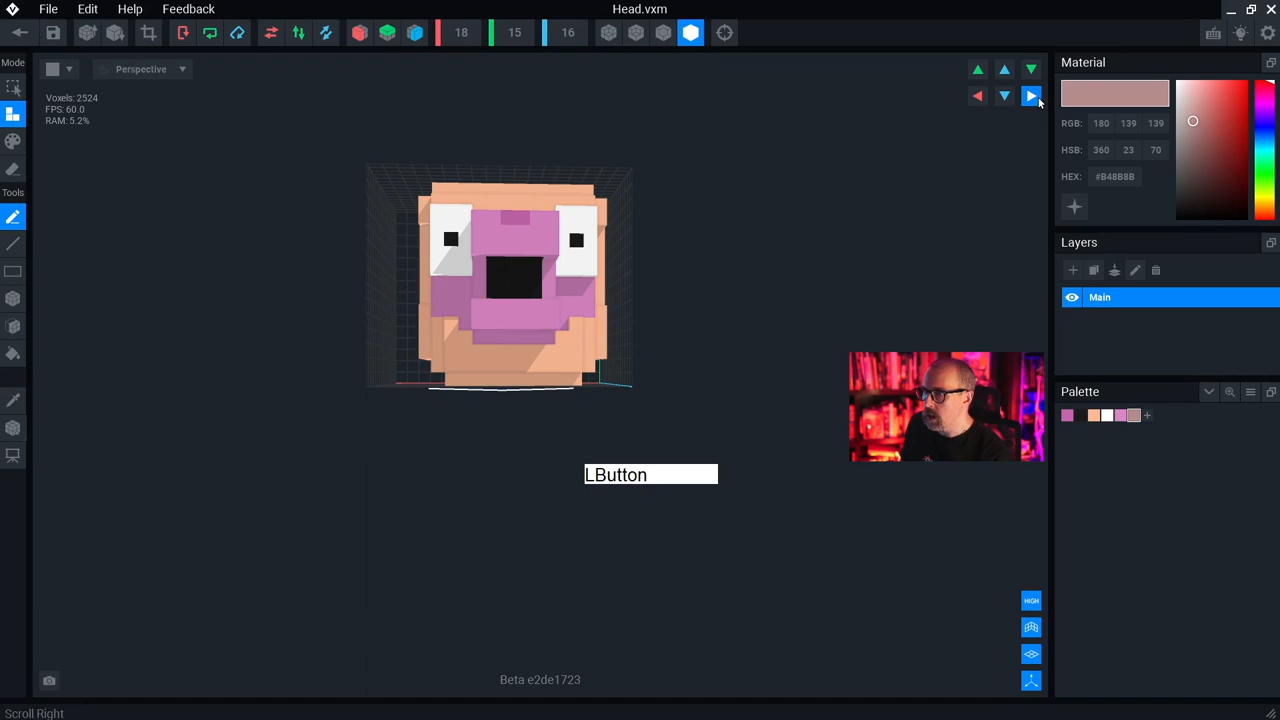 File Edit Help Feedback Head.vxm
18 15 16
Mode
Perspective
Voxels: 2524
FPS: 60.0
RAM: 5.2%
Tools
Material
RGB: 180 139 139
HSB: 360 23 70
HEX: #B48B8B
Layers
Main
Palette
LButton
HIGH
Beta e2de1723
Scroll Right